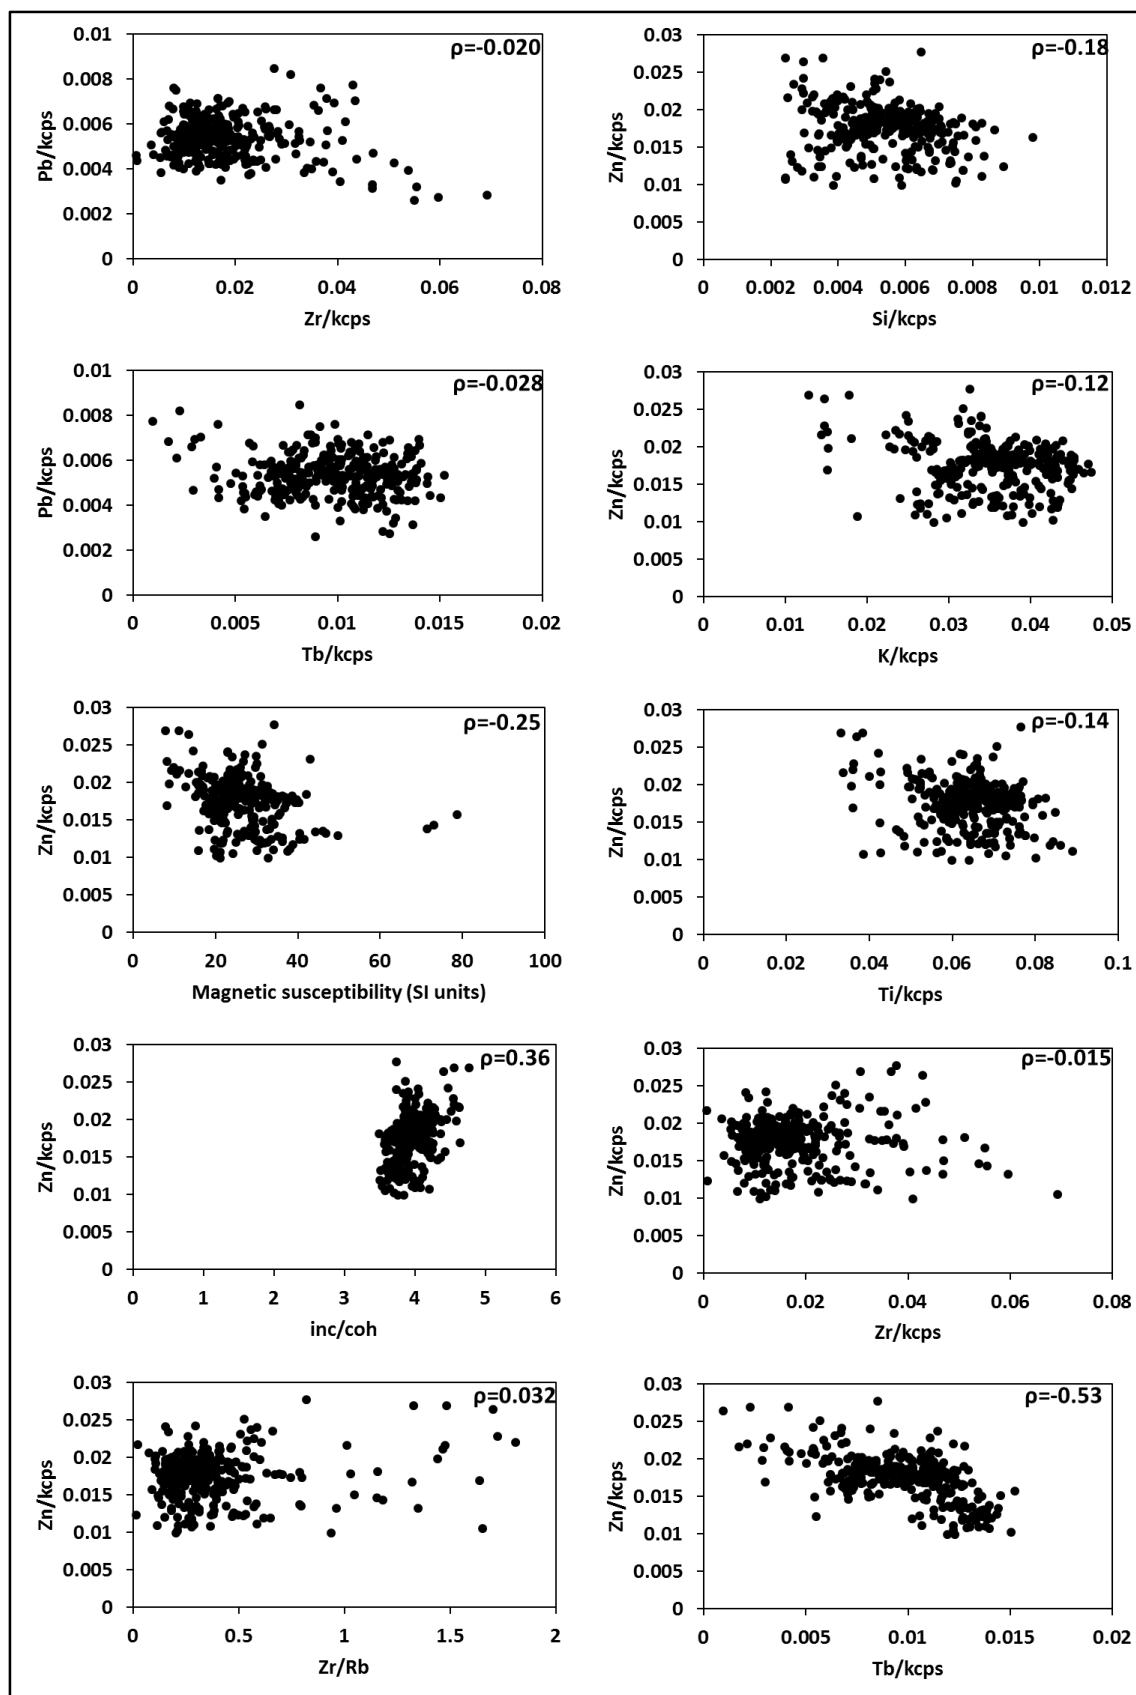 ρ=-0.020
0.01
0.008
0.006
0.004
0.002
0
Pb/kcps
0 0.02 0.04 0.06 0.08
Zr/kcps
ρ=-0.18
0.03
0.025
0.02
0.015
0.01
0.005
0
Zn/kcps
0 0.002 0.004 0.006 0.008 0.01 0.012
Si/kcps
ρ=-0.028
0.01
0.008
0.006
0.004
0.002
0
Pb/kcps
0 0.005 0.01 0.015 0.02
Tb/kcps
ρ=-0.12
0.03
0.025
0.02
0.015
0.01
0.005
0
Zn/kcps
0 0.01 0.02 0.03 0.04 0.05
K/kcps
ρ=-0.25
0.03
0.025
0.02
0.015
0.01
0.005
0
Zn/kcps
0 20 40 60 80 100
Magnetic susceptibility (SI units)
ρ=-0.14
0.03
0.025
0.02
0.015
0.01
0.005
0
Zn/kcps
0 0.02 0.04 0.06 0.08 0.1
Ti/kcps
ρ=0.36
0.03
0.025
0.02
0.015
0.01
0.005
0
Zn/kcps
0 1 2 3 4 5 6
inc/coh
ρ=-0.015
0.03
0.025
0.02
0.015
0.01
0.005
0
Zn/kcps
0 0.02 0.04 0.06 0.08
Zr/kcps
ρ=0.032
0.03
0.025
0.02
0.015
0.01
0.005
0
Zn/kcps
0 0.5 1 1.5 2
Zr/Rb
ρ=-0.53
0.03
0.025
0.02
0.015
0.01
0.005
0
Zn/kcps
0 0.005 0.01 0.015 0.02
Tb/kcps